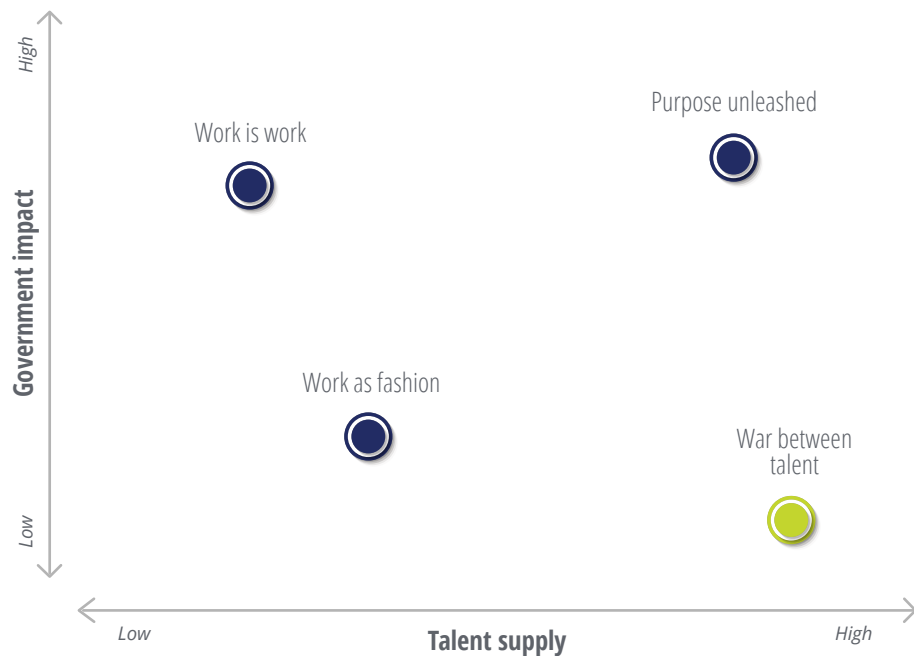 High
Purpose unleashed
Work is work
Government impact
Work as fashion
War between
talent
Low
Low
High
Talent supply